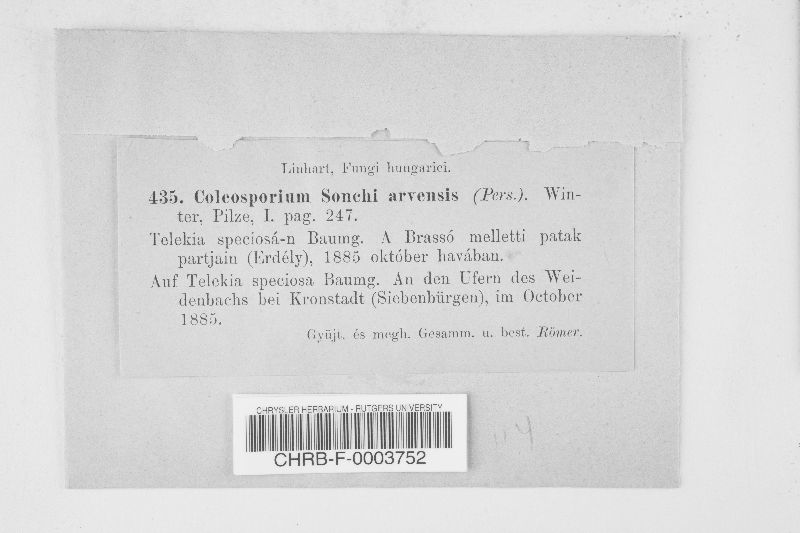 Linhart, Fungi hungarici.
435. Coleosporium Sonchi arvensis (Pers.). Win-
ter, Pilze, I. pag. 247.
Telekia speciosá-n Baumg. A Brassó melletti patak
partjain (Erdély), 1885 október havában.
Auf Telekia speciosa Baumg. An den Ufern des Wei-
denbachs bei Kronstadt (Siebenbürgen), im October
1885.
Gyüjt. és megh. Gesamm. u. best. Römer.
CHRYSLER HERBARIUM - RUTGERS UNIVERSITY
CHRB-F-0003752
114